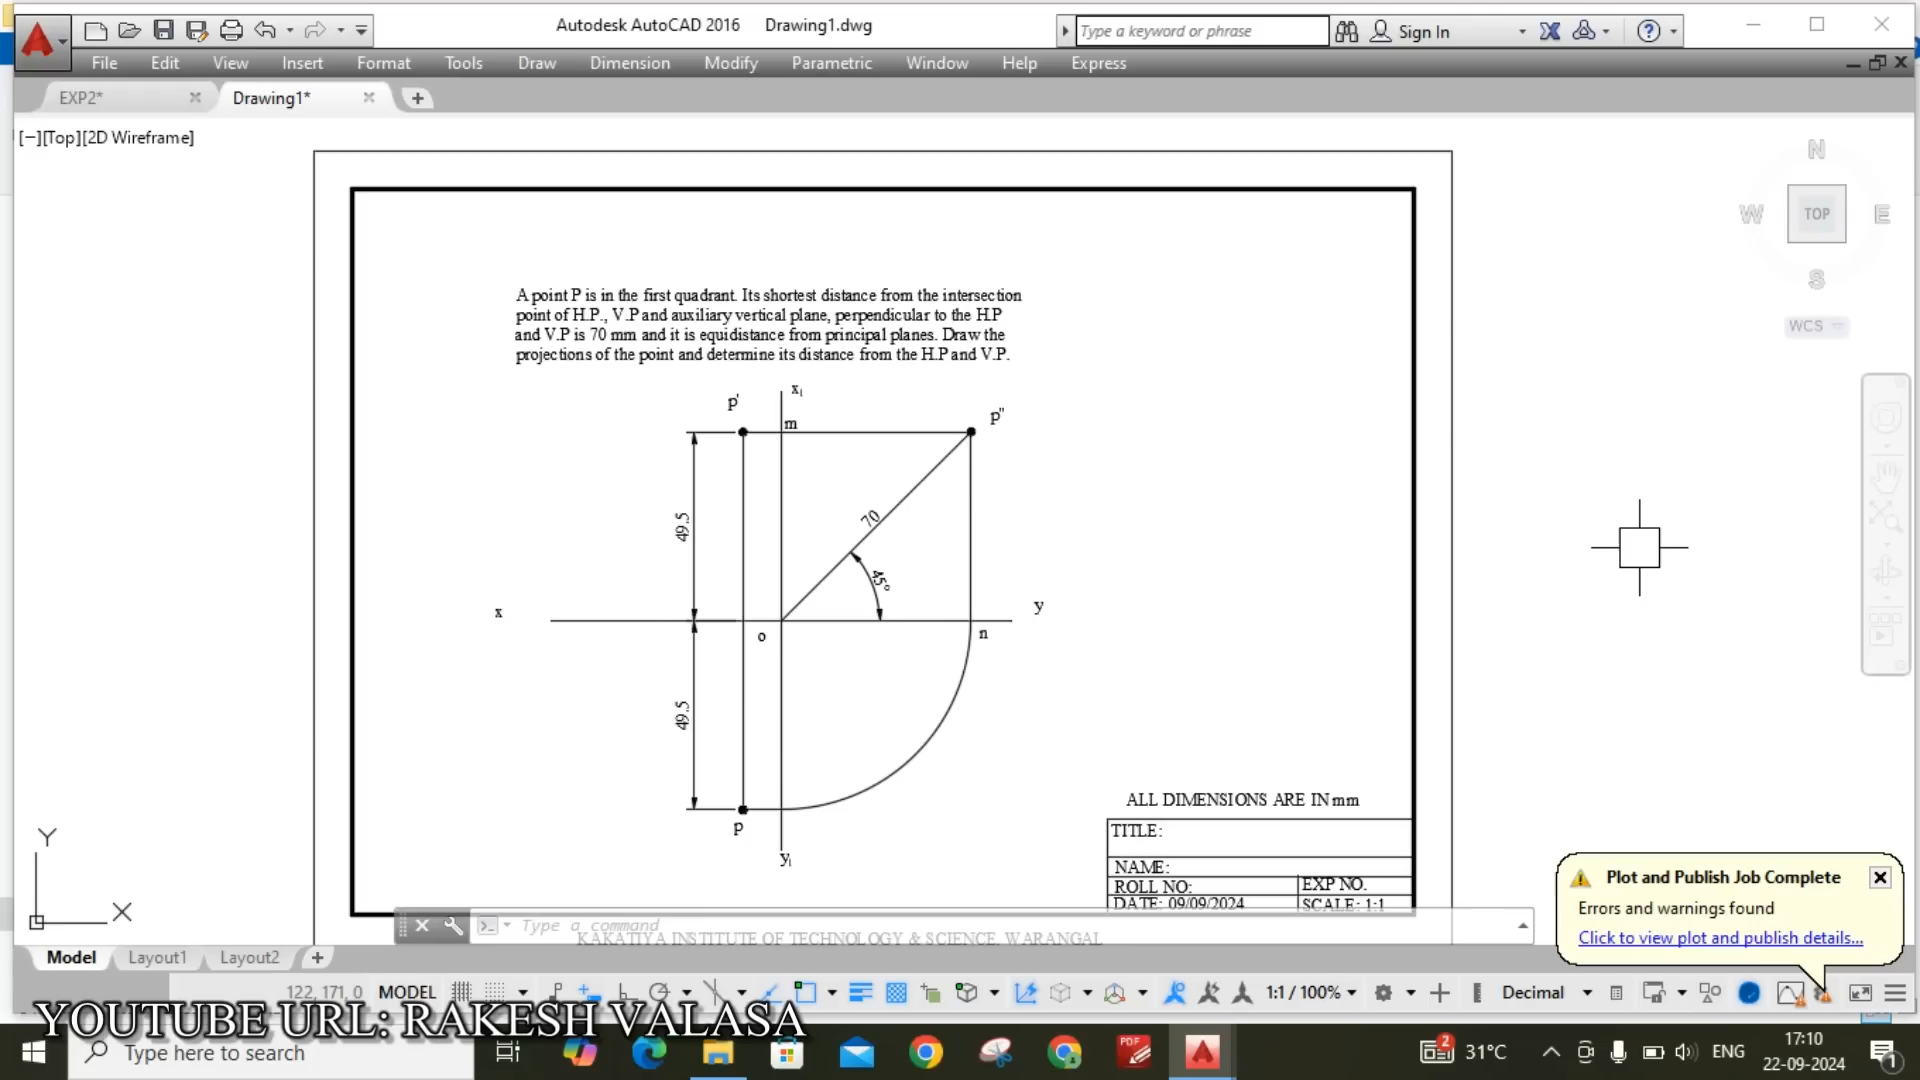 Autodesk AutoCAD 2016 Drawing1.dwg
Type a keyword or phrase
Sign In
File Edit View Insert Format Tools Draw Dimension Modify Parametric Window Help Express
EXP2* Drawing1*
[−][Top][2D Wireframe]
N
W TOP E
S
WCS
A point P is in the first quadrant. Its shortest distance from the intersection
point of H.P., V.P and auxiliary vertical plane, perpendicular to the H.P
and V.P is 70 mm and it is equidistance from principal planes. Draw the
projections of the point and determine its distance from the H.P and V.P.
x₁
p'
m
p"
49.5
70
45°
x
y
o
n
49.5
p
y₁
ALL DIMENSIONS ARE IN mm
TITLE:
NAME:
ROLL NO: EXP NO.
DATE: 09/09/2024 SCALE: 1:1
KAKATIYA INSTITUTE OF TECHNOLOGY & SCIENCE, WARANGAL
Y
X
Type a command
Plot and Publish Job Complete
Errors and warnings found
Click to view plot and publish details...
Model Layout1 Layout2
122, 171, 0 MODEL 1:1 / 100% Decimal
YOUTUBE URL: RAKESH VALASA
Type here to search
PDF
2
31°C
ENG
17:10
22-09-2024
1